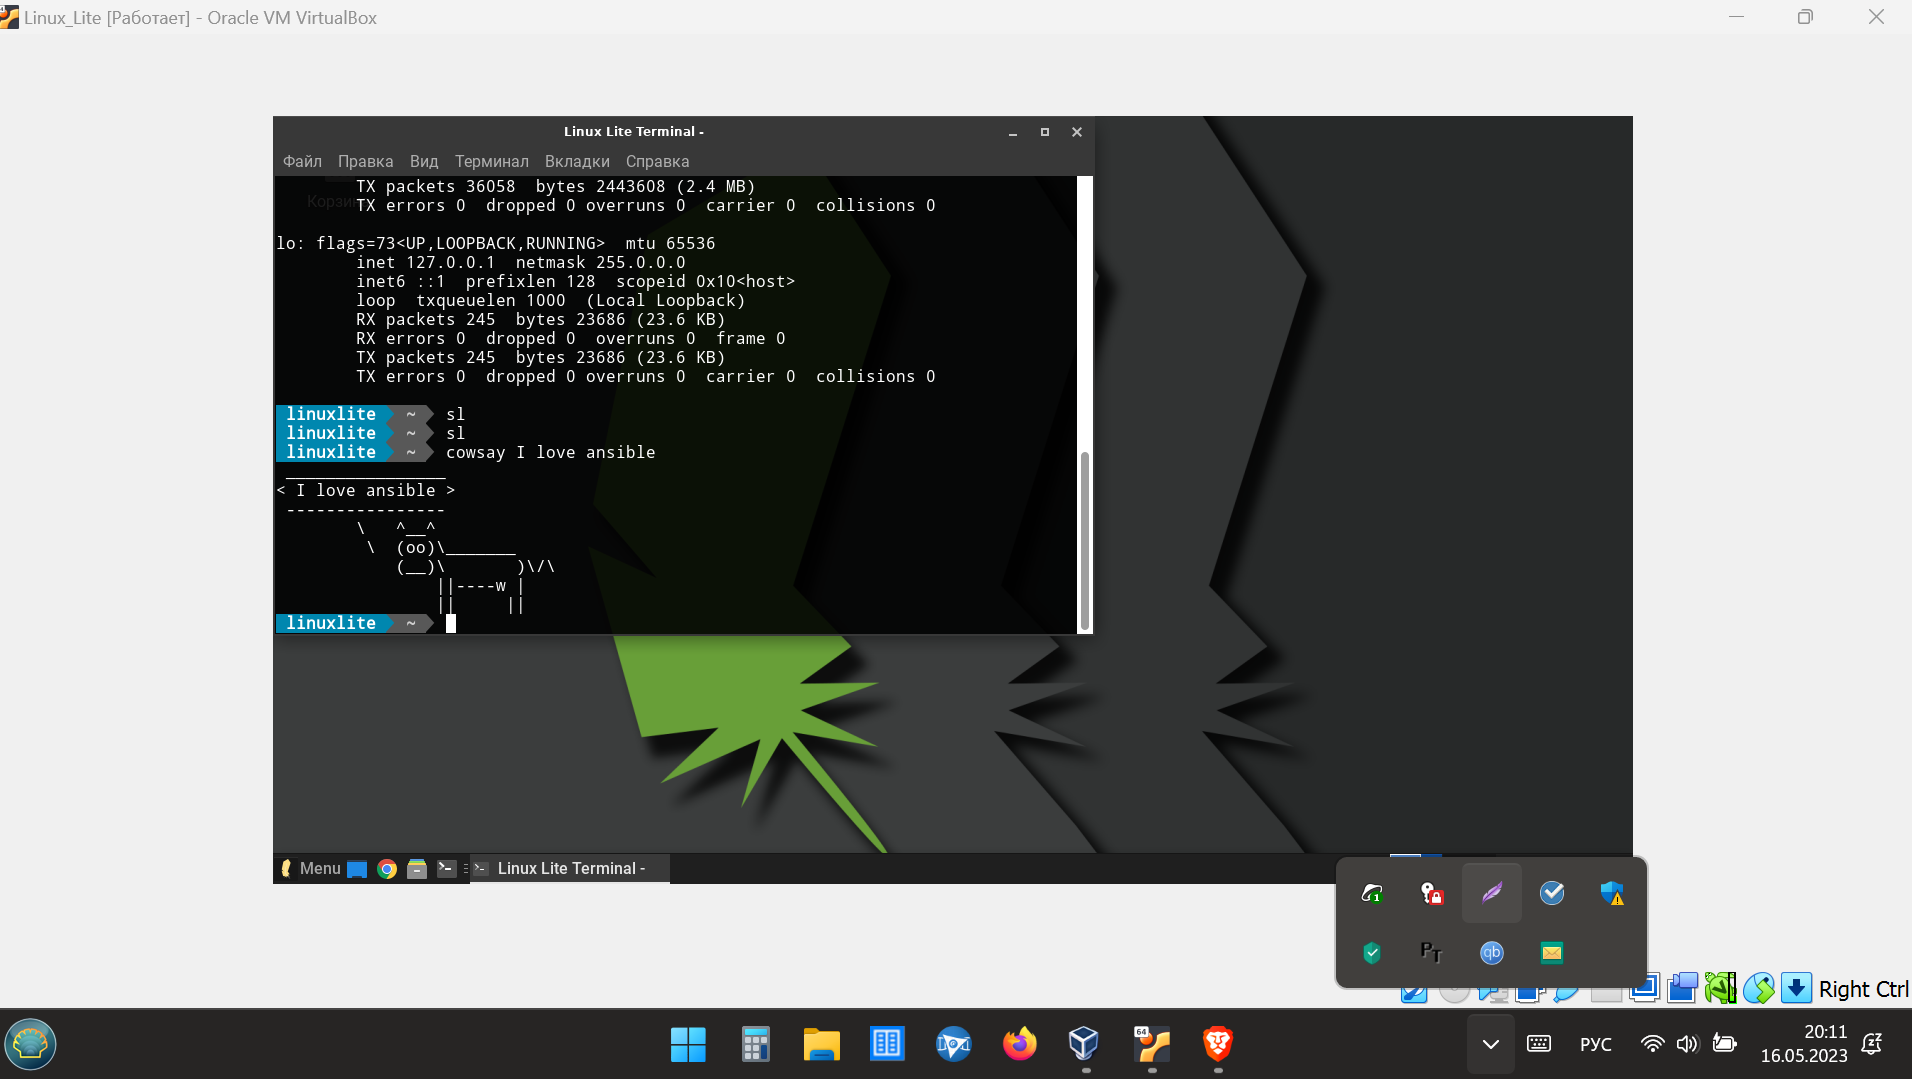 Linux_Lite [Работает] - Oracle VM VirtualBox
Linux Lite Terminal -
Файл Правка Вид Терминал Вкладки Справка
        TX packets 36058  bytes 2443608 (2.4 MB)
Корзина
        TX errors 0  dropped 0 overruns 0  carrier 0  collisions 0
lo: flags=73<UP,LOOPBACK,RUNNING>  mtu 65536
        inet 127.0.0.1  netmask 255.0.0.0
        inet6 ::1  prefixlen 128  scopeid 0x10<host>
        loop  txqueuelen 1000  (Local Loopback)
        RX packets 245  bytes 23686 (23.6 KB)
        RX errors 0  dropped 0  overruns 0  frame 0
        TX packets 245  bytes 23686 (23.6 KB)
        TX errors 0  dropped 0 overruns 0  carrier 0  collisions 0
linuxlite ~ sl
linuxlite ~ sl
linuxlite ~ cowsay I love ansible
 ________________
< I love ansible >
 ----------------
        \   ^__^
         \  (oo)\_______
            (__)\       )\/\
                ||----w |
                ||     ||
linuxlite ~
Menu
Linux Lite Terminal -
1
PT
qb
Right Ctrl
64
РУС
20:11
16.05.2023